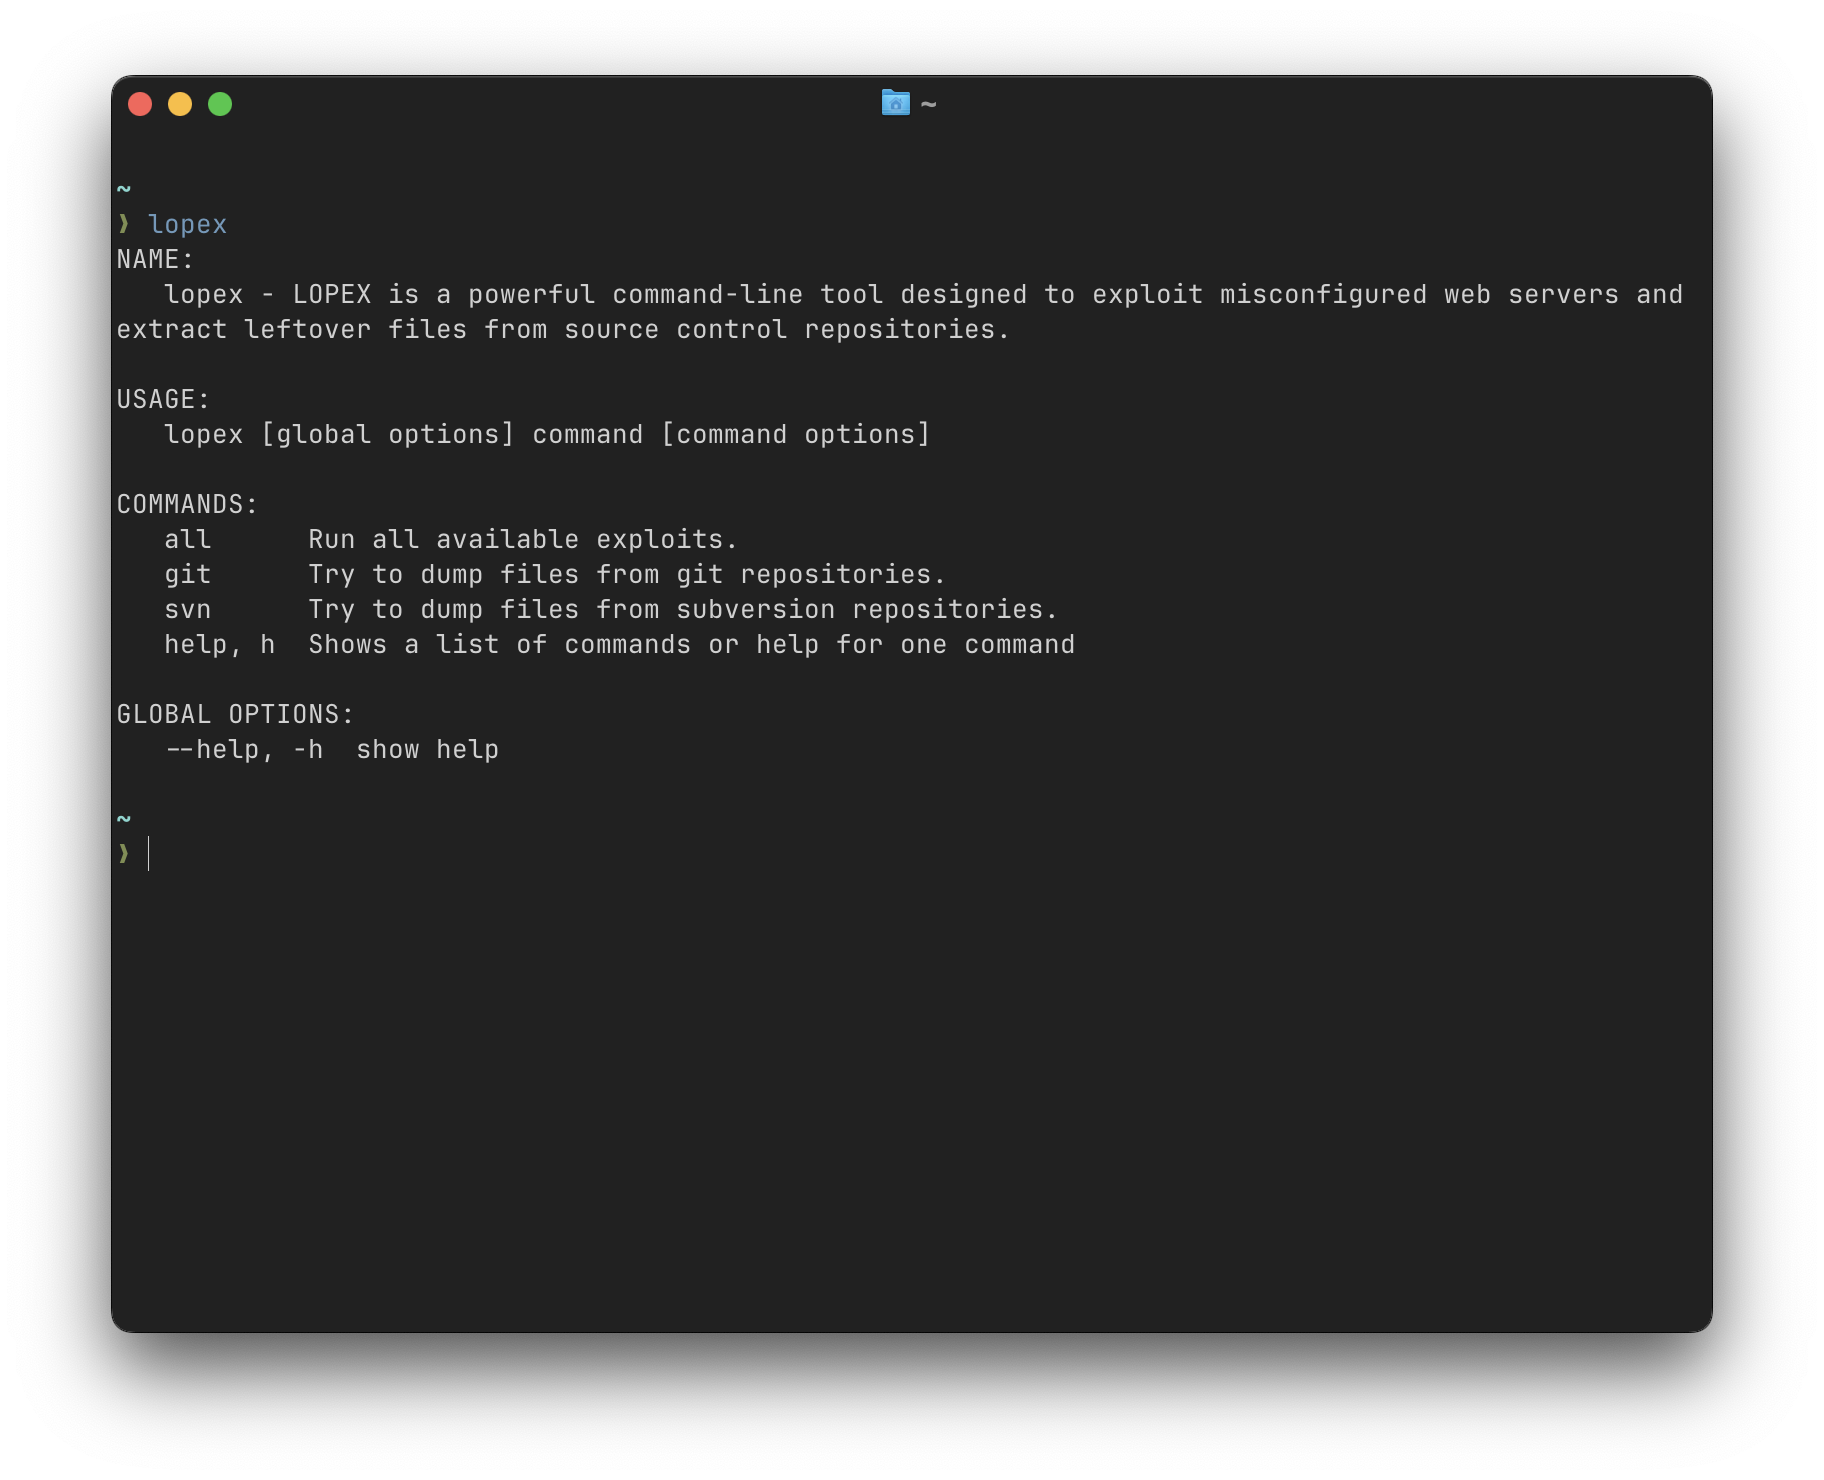 ~
~
❯ lopex
NAME:
   lopex - LOPEX is a powerful command-line tool designed to exploit misconfigured web servers and
extract leftover files from source control repositories.

USAGE:
   lopex [global options] command [command options]

COMMANDS:
   all      Run all available exploits.
   git      Try to dump files from git repositories.
   svn      Try to dump files from subversion repositories.
   help, h  Shows a list of commands or help for one command

GLOBAL OPTIONS:
   --help, -h  show help

~
❯